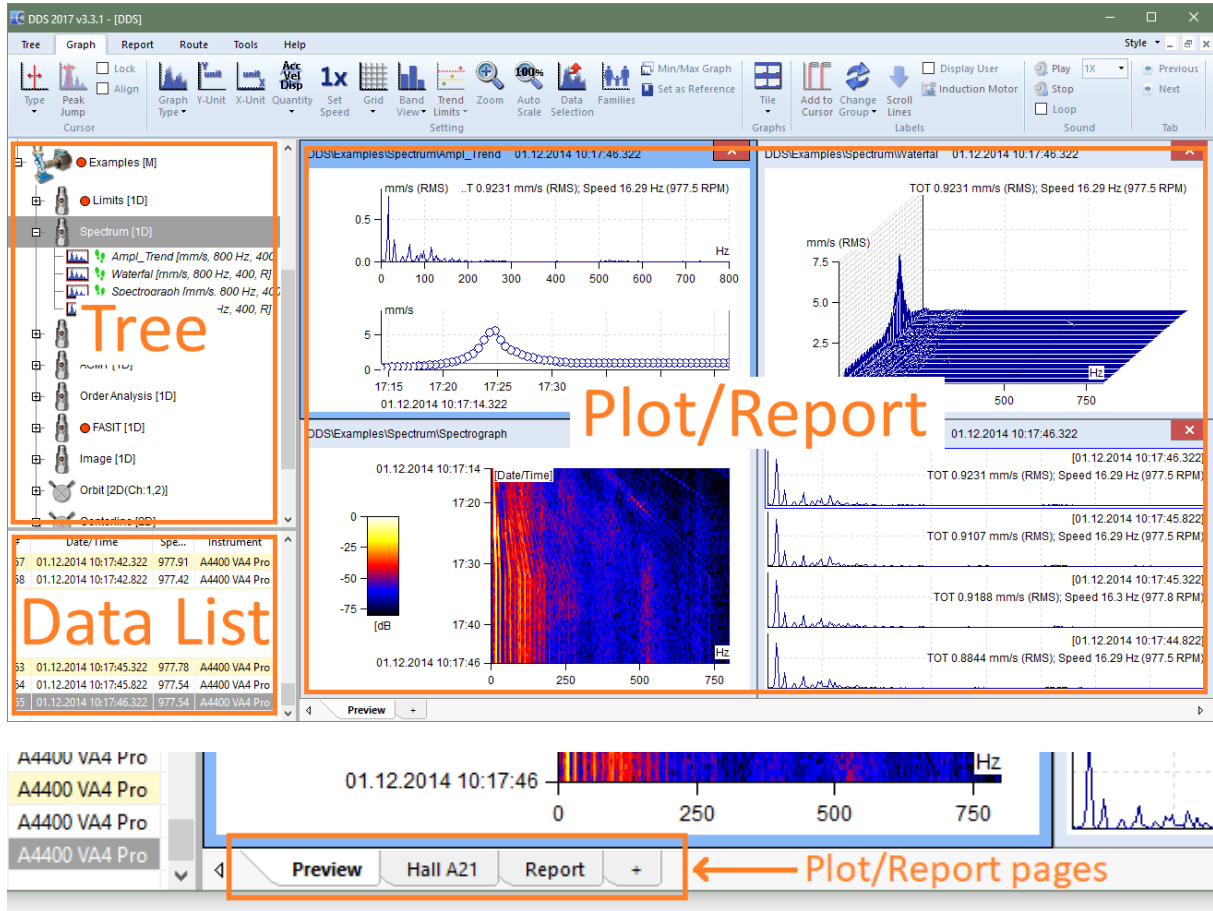 DDS 2017 v3.3.1 - [DDS]
Tree Graph Report Route Tools Help Style
Type
Peak Jump
Lock
Align
Cursor
Graph Type
Y-Unit
X-Unit
Acc Vel Disp
Quantity
1x
Set Speed
Grid
Band View
Trend Limits
Zoom
100%
Auto Scale
Data Selection
Families
Min/Max Graph
Set as Reference
Setting
Tile
Graphs
Add to Cursor
Change Group
Scroll Lines
Display User
Induction Motor
Labels
Play 1X
Stop
Loop
Sound
Previous
Next
Tab
Examples [M]
Limits [1D]
Spectrum [1D]
Ampl_Trend [mm/s, 800 Hz, 400
Waterfal [mm/s, 800 Hz, 400, R]
Spectrograph [mm/s, 800 Hz, 400
Hz, 400, R]
Tree
Order Analysis [1D]
FASIT [1D]
Image [1D]
Orbit [2D(Ch:1,2)]
Centerline [2D]
# Date/Time Spe... Instrument
57 01.12.2014 10:17:42.322 977.91 A4400 VA4 Pro
58 01.12.2014 10:17:42.822 977.42 A4400 VA4 Pro
Data List
63 01.12.2014 10:17:45.322 977.78 A4400 VA4 Pro
64 01.12.2014 10:17:45.822 977.54 A4400 VA4 Pro
65 01.12.2014 10:17:46.322 977.54 A4400 VA4 Pro
DDS\Examples\Spectrum\Ampl_Trend 01.12.2014 10:17:46.322
mm/s (RMS) ..T 0.9231 mm/s (RMS); Speed 16.29 Hz (977.5 RPM)
0.5
0.0
Hz
0 100 200 300 400 500 600 700 800
mm/s
5
0
17:15 17:20 17:25 17:30
01.12.2014 10:17:14.322
DDS\Examples\Spectrum\Waterfal 01.12.2014 10:17:46.322
TOT 0.9231 mm/s (RMS); Speed 16.29 Hz (977.5 RPM)
mm/s (RMS)
7.5
5.0
2.5
Hz
500 750
Plot/Report
DDS\Examples\Spectrum\Spectrograph
01.12.2014 10:17:14
[Date/Time]
17:20
17:30
17:40
01.12.2014 10:17:46
0
-25
-50
-75
[dB
Hz
0 250 500 750
01.12.2014 10:17:46.322
[01.12.2014 10:17:46.322]
TOT 0.9231 mm/s (RMS); Speed 16.29 Hz (977.5 RPM)
[01.12.2014 10:17:45.822]
TOT 0.9107 mm/s (RMS); Speed 16.29 Hz (977.5 RPM)
[01.12.2014 10:17:45.322]
TOT 0.9188 mm/s (RMS); Speed 16.3 Hz (977.8 RPM)
[01.12.2014 10:17:44.822]
TOT 0.8844 mm/s (RMS); Speed 16.29 Hz (977.5 RPM)
Preview +
A4400 VA4 Pro
A4400 VA4 Pro
A4400 VA4 Pro
A4400 VA4 Pro
01.12.2014 10:17:46
Hz
0 250 500 750
Preview Hall A21 Report +
Plot/Report pages